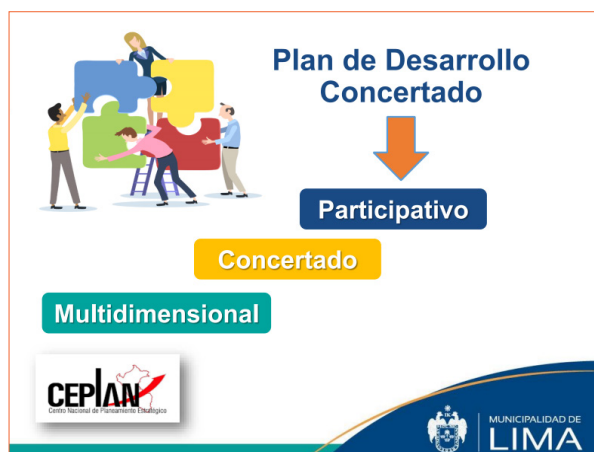 Plan de Desarrollo
Concertado
Participativo
Concertado
Multidimensional
CEPLAN
Centro Nacional de Planeamiento Estratégico
MUNICIPALIDAD DE
LIMA